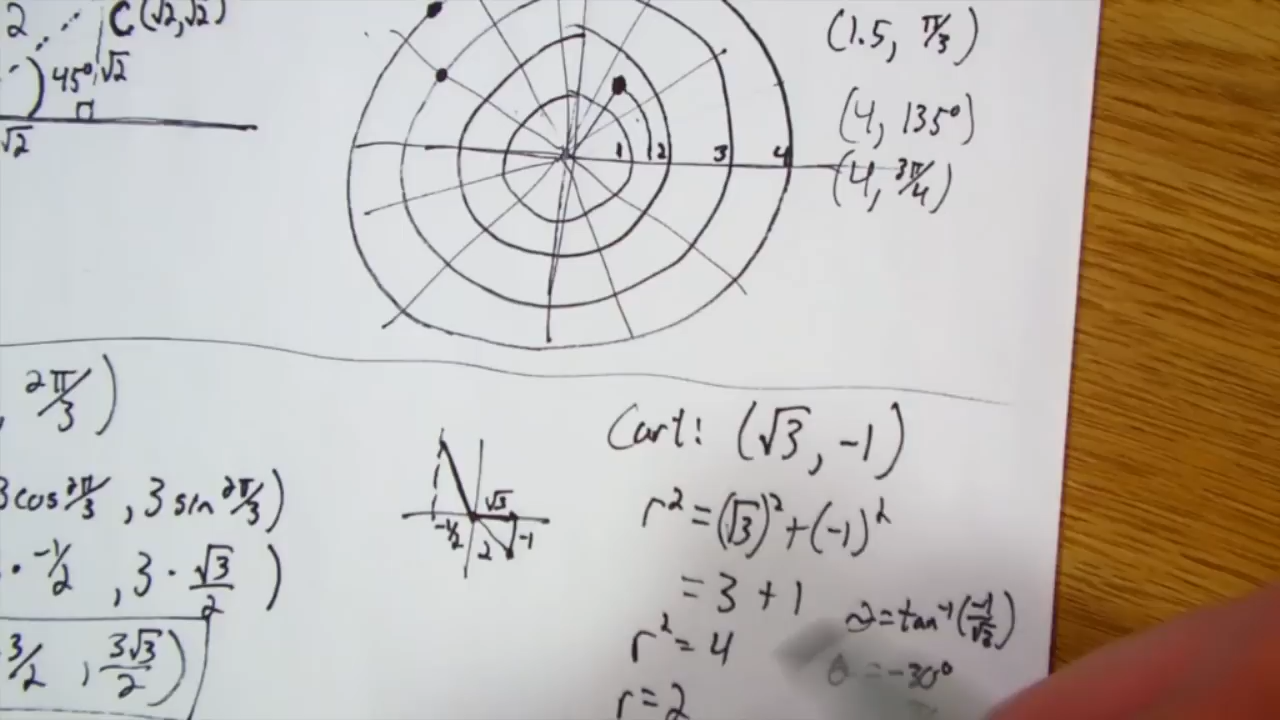 2 C(√2,√2)
45° √2
√2
1 2 3 4
(1.5, π/3)
(4, 135°)
(4, 3π/4)
, 2π/3)
3cos 2π/3 , 3 sin 2π/3)
· -1/2 , 3 · √3/2 )
3/2 , 3√3/2 )
√3
-1/2 2 -1
Cart: (√3, -1)
r² = (√3)² + (-1)²
= 3 + 1
r² = 4
r = 2
= tan⁻¹(-1/√3)
θ = -30°